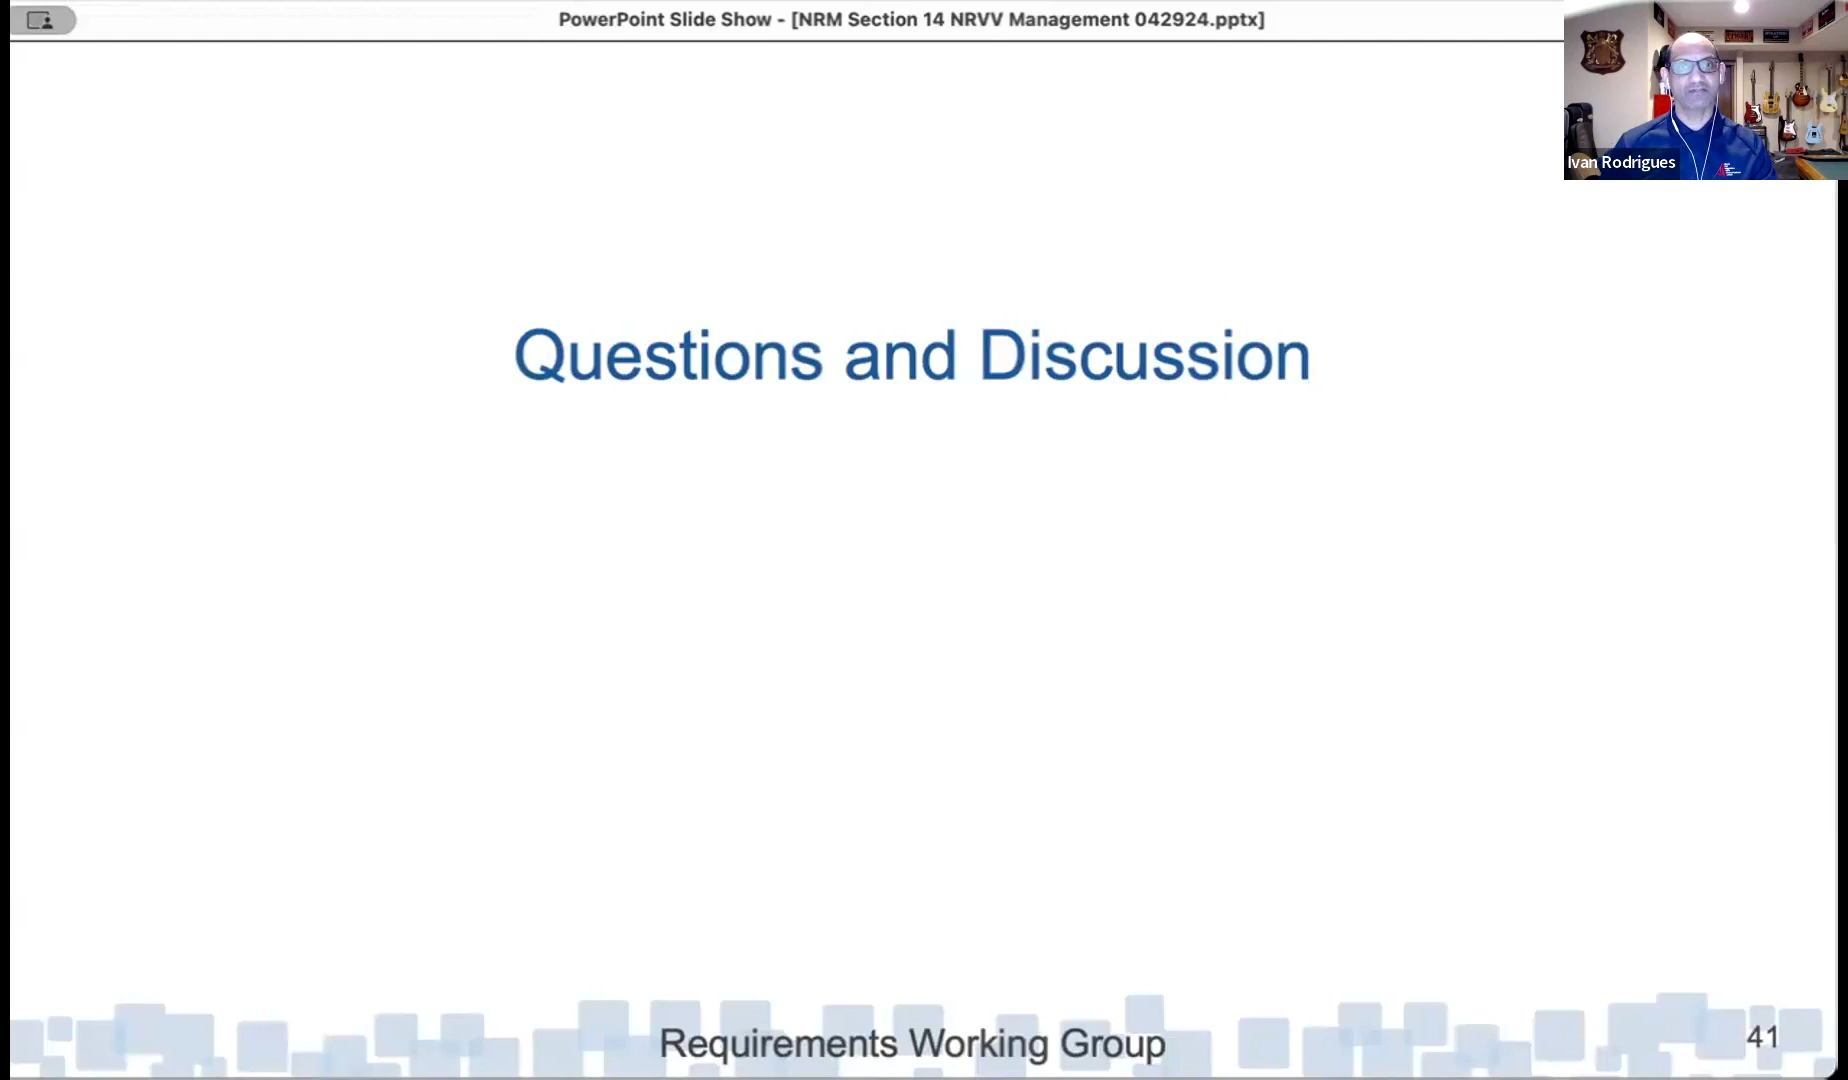 PowerPoint Slide Show - [NRM Section 14 NRVV Management 042924.pptx]
Ivan Rodrigues
Questions and Discussion
Requirements Working Group
41